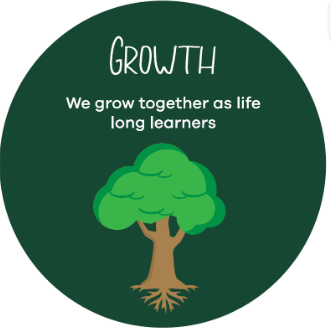 GROWTH
We grow together as life
long learners